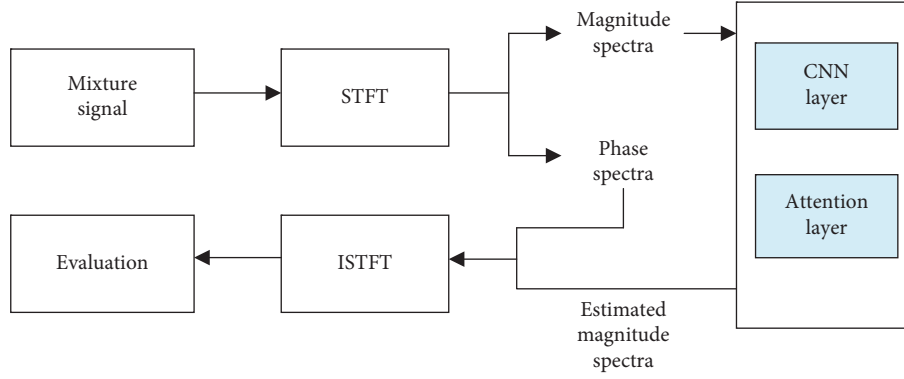 Mixture
signal
STFT
Magnitude
spectra
CNN
layer
Phase
spectra
Attention
layer
Evaluation
ISTFT
Estimated
magnitude
spectra